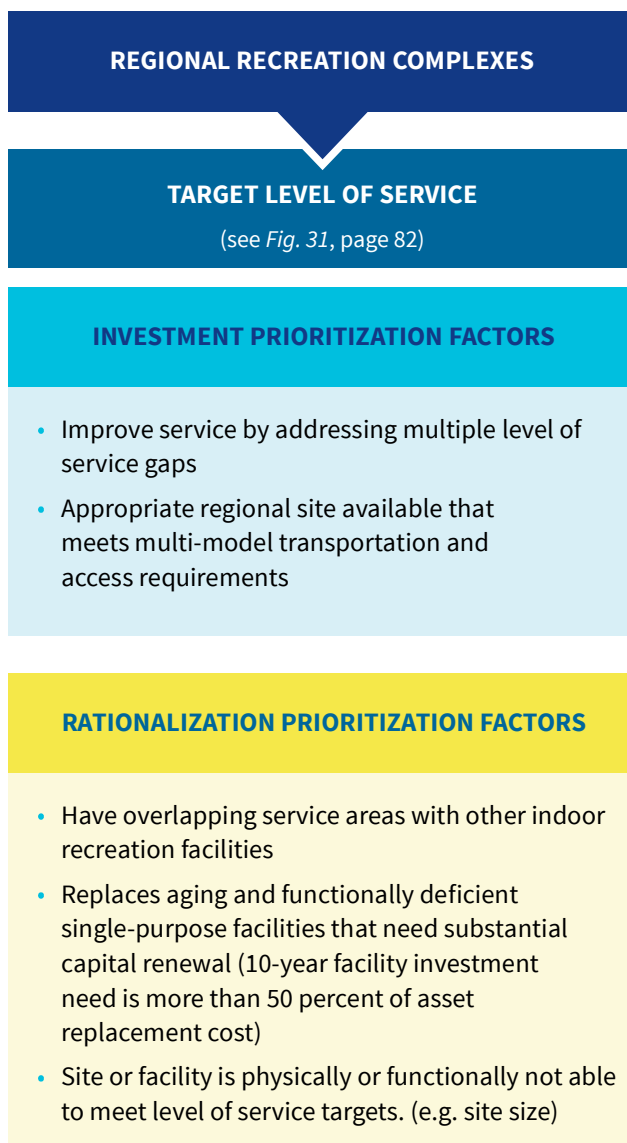 REGIONAL RECREATION COMPLEXES
TARGET LEVEL OF SERVICE
(see Fig. 31, page 82)
INVESTMENT PRIORITIZATION FACTORS
• Improve service by addressing multiple level of
service gaps
• Appropriate regional site available that
meets multi-model transportation and
access requirements
RATIONALIZATION PRIORITIZATION FACTORS
• Have overlapping service areas with other indoor
recreation facilities
• Replaces aging and functionally deficient
single-purpose facilities that need substantial
capital renewal (10-year facility investment
need is more than 50 percent of asset
replacement cost)
• Site or facility is physically or functionally not able
to meet level of service targets. (e.g. site size)